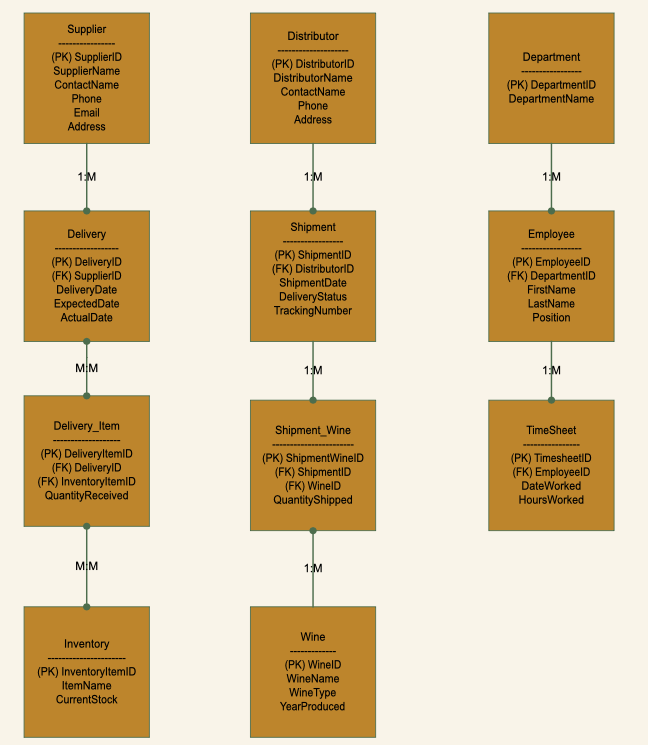 Supplier
----------------
(PK) SupplierID
SupplierName
ContactName
Phone
Email
Address
1:M
Delivery
------------------
(PK) DeliveryID
(FK) SupplierID
DeliveryDate
ExpectedDate
ActualDate
M:M
Delivery_Item
-------------------
(PK) DeliveryItemID
(FK) DeliveryID
(FK) InventoryItemID
QuantityReceived
M:M
Inventory
----------------------
(PK) InventoryItemID
ItemName
CurrentStock
Distributor
--------------------
(PK) DistributorID
DistributorName
ContactName
Phone
Address
1:M
Shipment
-----------------
(PK) ShipmentID
(FK) DistributorID
ShipmentDate
DeliveryStatus
TrackingNumber
1:M
Shipment_Wine
-----------------------
(PK) ShipmentWineID
(FK) ShipmentID
(FK) WineID
QuantityShipped
1:M
Wine
-------------
(PK) WineID
WineName
WineType
YearProduced
Department
-----------------
(PK) DepartmentID
DepartmentName
1:M
Employee
-----------------
(PK) EmployeeID
(FK) DepartmentID
FirstName
LastName
Position
1:M
TimeSheet
----------------
(PK) TimesheetID
(FK) EmployeeID
DateWorked
HoursWorked